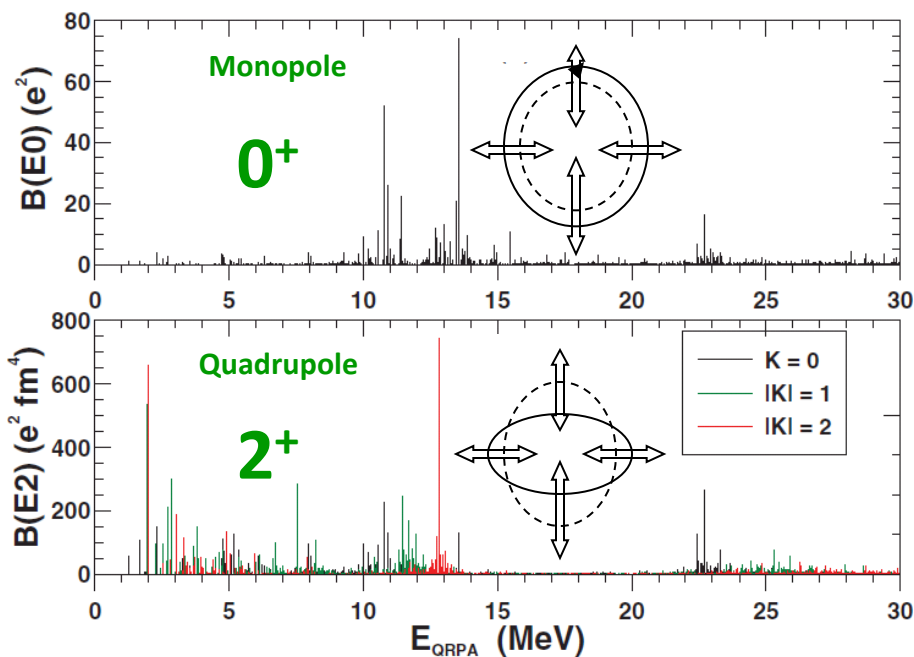 80
60
40
20
0
B(E0) (e²)
Monopole
0⁺
0 5 10 15 20 25 30
800
600
400
200
0
B(E2) (e² fm⁴)
Quadrupole
2⁺
K = 0
|K| = 1
|K| = 2
0 5 10 15 20 25 30
E_QRPA (MeV)